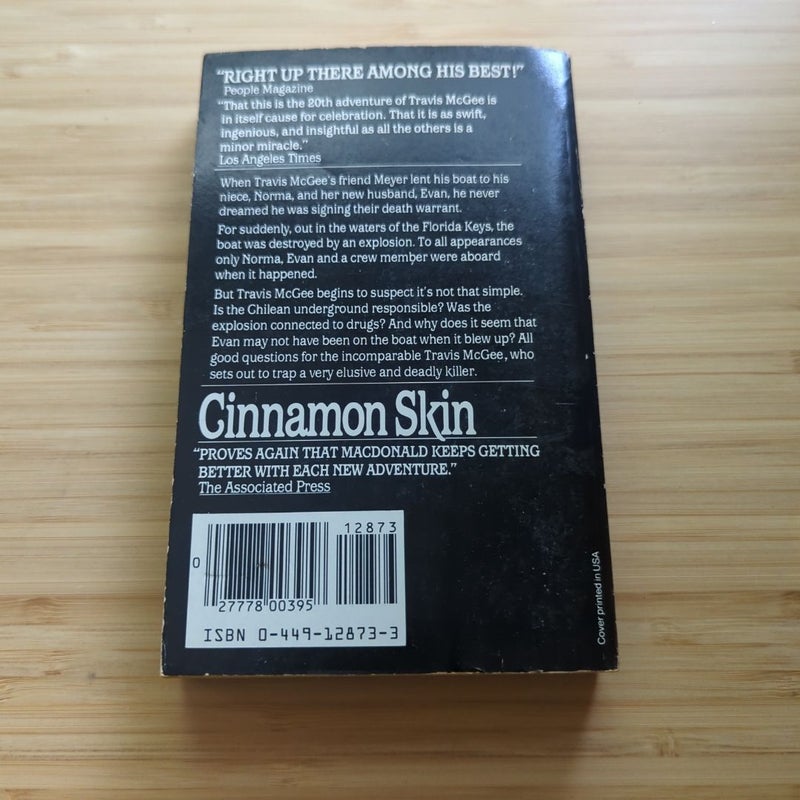 “RIGHT UP THERE AMONG HIS BEST!”
People Magazine
“That this is the 20th adventure of Travis McGee is
in itself cause for celebration. That it is as swift,
ingenious, and insightful as all the others is a
minor miracle.”
Los Angeles Times
When Travis McGee's friend Meyer lent his boat to his
niece, Norma, and her new husband, Evan, he never
dreamed he was signing their death warrant.
For suddenly, out in the waters of the Florida Keys, the
boat was destroyed by an explosion. To all appearances
only Norma, Evan and a crew member were aboard
when it happened.
But Travis McGee begins to suspect it's not that simple.
Is the Chilean underground responsible? Was the
explosion connected to drugs? And why does it seem that
Evan may not have been on the boat when it blew up? All
good questions for the incomparable Travis McGee, who
sets out to trap a very elusive and deadly killer.
Cinnamon Skin
“PROVES AGAIN THAT MACDONALD KEEPS GETTING
BETTER WITH EACH NEW ADVENTURE.”
The Associated Press
12873
0
27778 00395
ISBN 0-449-12873-3
Cover printed in USA